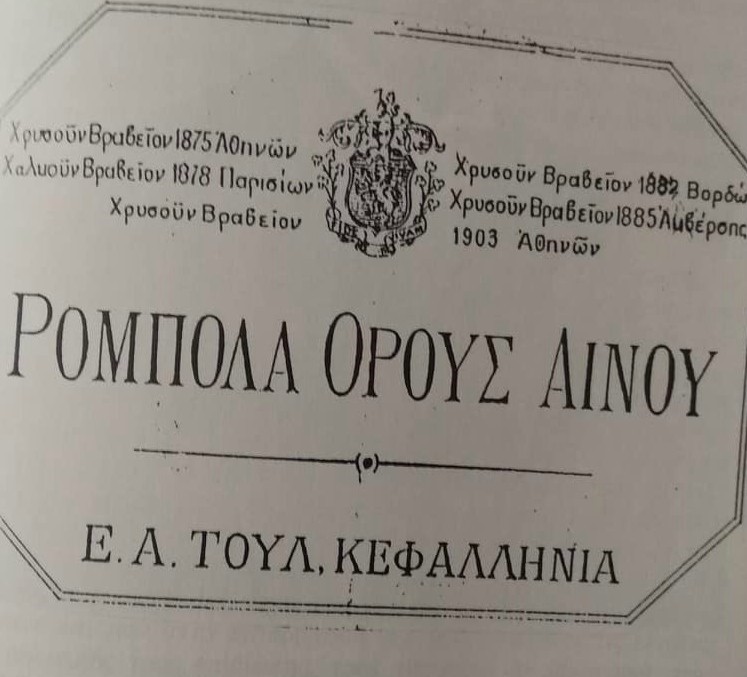 Χρυσοῦν Βραβεῖον 1875 Ἀθηνῶν
Χαλκοῦν Βραβεῖον 1878 Παρισίων
Χρυσοῦν Βραβεῖον
Χρυσοῦν Βραβεῖον 1882 Βορδώ
Χρυσοῦν Βραβεῖον 1885 Ἀμβέρσης
1903 Ἀθηνῶν
ΡΟΜΠΟΛΑ ΟΡΟΥΣ ΑΙΝΟΥ
Ε. Α. ΤΟΥΛ, ΚΕΦΑΛΛΗΝΙΑ